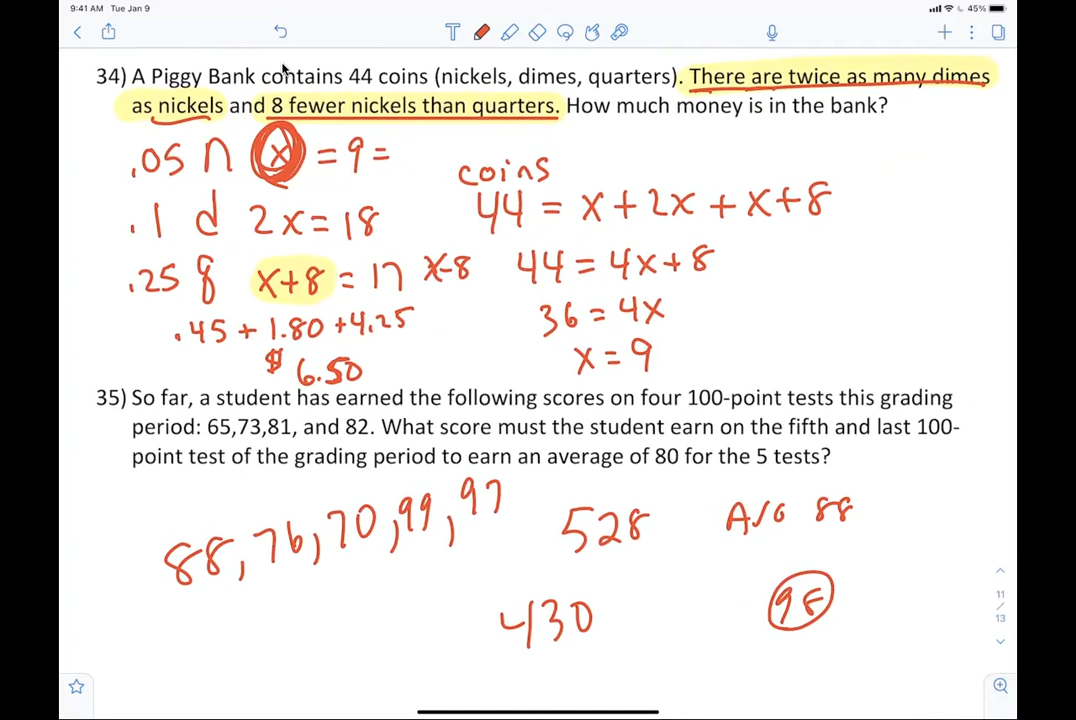 9:41 AM Tue Jan 9
45%
34) A Piggy Bank contains 44 coins (nickels, dimes, quarters). There are twice as many dimes
as nickels and 8 fewer nickels than quarters. How much money is in the bank?
.05 n x = 9 =
coins
44 = x + 2x + x + 8
.1 d 2x = 18
.25 q x+8 = 17 x-8
44 = 4x + 8
.45 + 1.80 + 4.25
36 = 4x
$6.50
x = 9
35) So far, a student has earned the following scores on four 100-point tests this grading
period: 65,73,81, and 82. What score must the student earn on the fifth and last 100-
point test of the grading period to earn an average of 80 for the 5 tests?
88, 76, 70, 99, 97
528
430
98
11
/
13